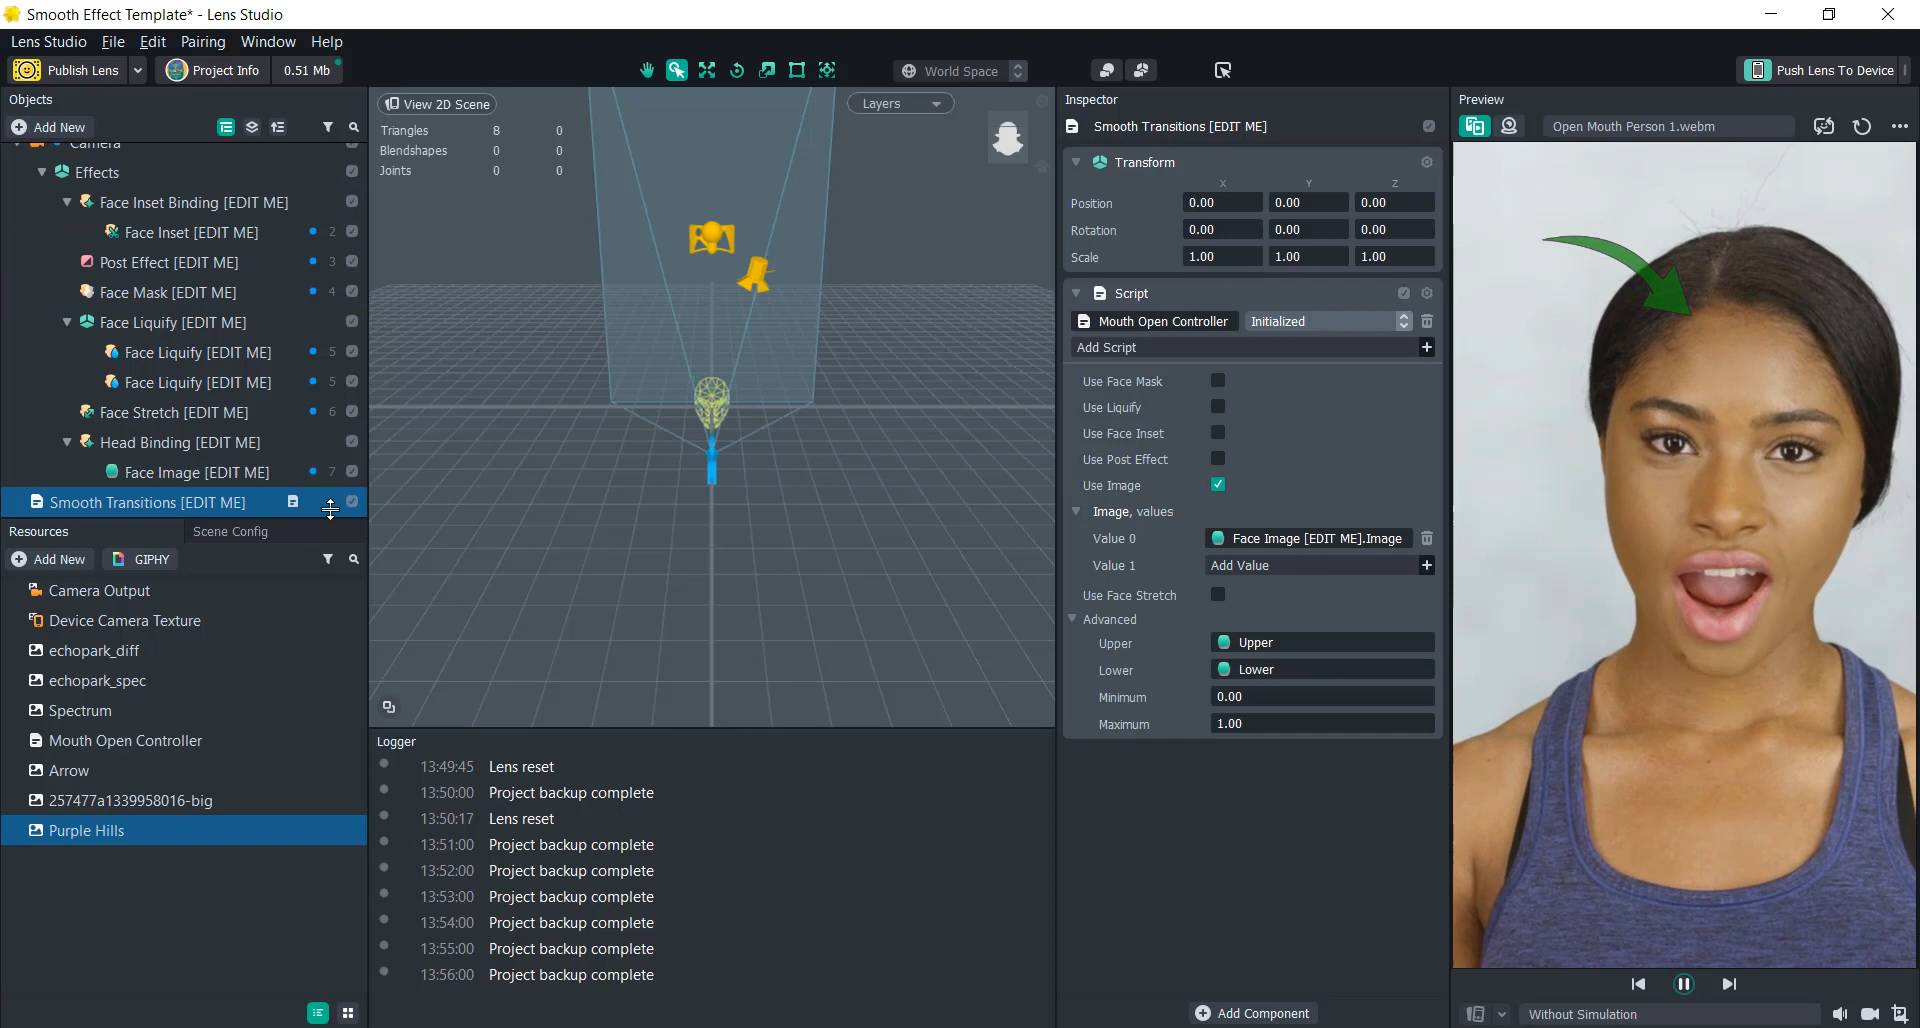 Smooth Effect Template* - Lens Studio
Lens Studio File Edit Pairing Window Help
Publish Lens Project Info 0.51 Mb World Space Push Lens To Device
Objects
Add New
Camera
Effects
Face Inset Binding [EDIT ME]
Face Inset [EDIT ME] 2
Post Effect [EDIT ME] 3
Face Mask [EDIT ME] 4
Face Liquify [EDIT ME]
Face Liquify [EDIT ME] 5
Face Liquify [EDIT ME] 5
Face Stretch [EDIT ME] 6
Head Binding [EDIT ME]
Face Image [EDIT ME] 7
Smooth Transitions [EDIT ME]
Resources Scene Config
Add New GIPHY
Camera Output
Device Camera Texture
echopark_diff
echopark_spec
Spectrum
Mouth Open Controller
Arrow
257477a1339958016-big
Purple Hills
View 2D Scene Layers
Triangles 8 0
Blendshapes 0 0
Joints 0 0
Logger
13:49:45 Lens reset
13:50:00 Project backup complete
13:50:17 Lens reset
13:51:00 Project backup complete
13:52:00 Project backup complete
13:53:00 Project backup complete
13:54:00 Project backup complete
13:55:00 Project backup complete
13:56:00 Project backup complete
Inspector
Smooth Transitions [EDIT ME]
Transform
X Y Z
Position 0.00 0.00 0.00
Rotation 0.00 0.00 0.00
Scale 1.00 1.00 1.00
Script
Mouth Open Controller Initialized
Add Script +
Use Face Mask
Use Liquify
Use Face Inset
Use Post Effect
Use Image
Image, values
Value 0 Face Image [EDIT ME].Image
Value 1 Add Value +
Use Face Stretch
Advanced
Upper Upper
Lower Lower
Minimum 0.00
Maximum 1.00
Add Component
Preview
Open Mouth Person 1.webm
Without Simulation